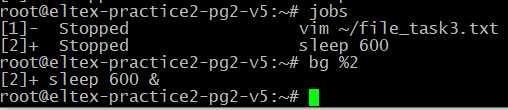 root@eltex-practice2-pg2-v5:~# jobs
[1]-  Stopped                 vim ~/file_task3.txt
[2]+  Stopped                 sleep 600
root@eltex-practice2-pg2-v5:~# bg %2
[2]+ sleep 600 &
root@eltex-practice2-pg2-v5:~#